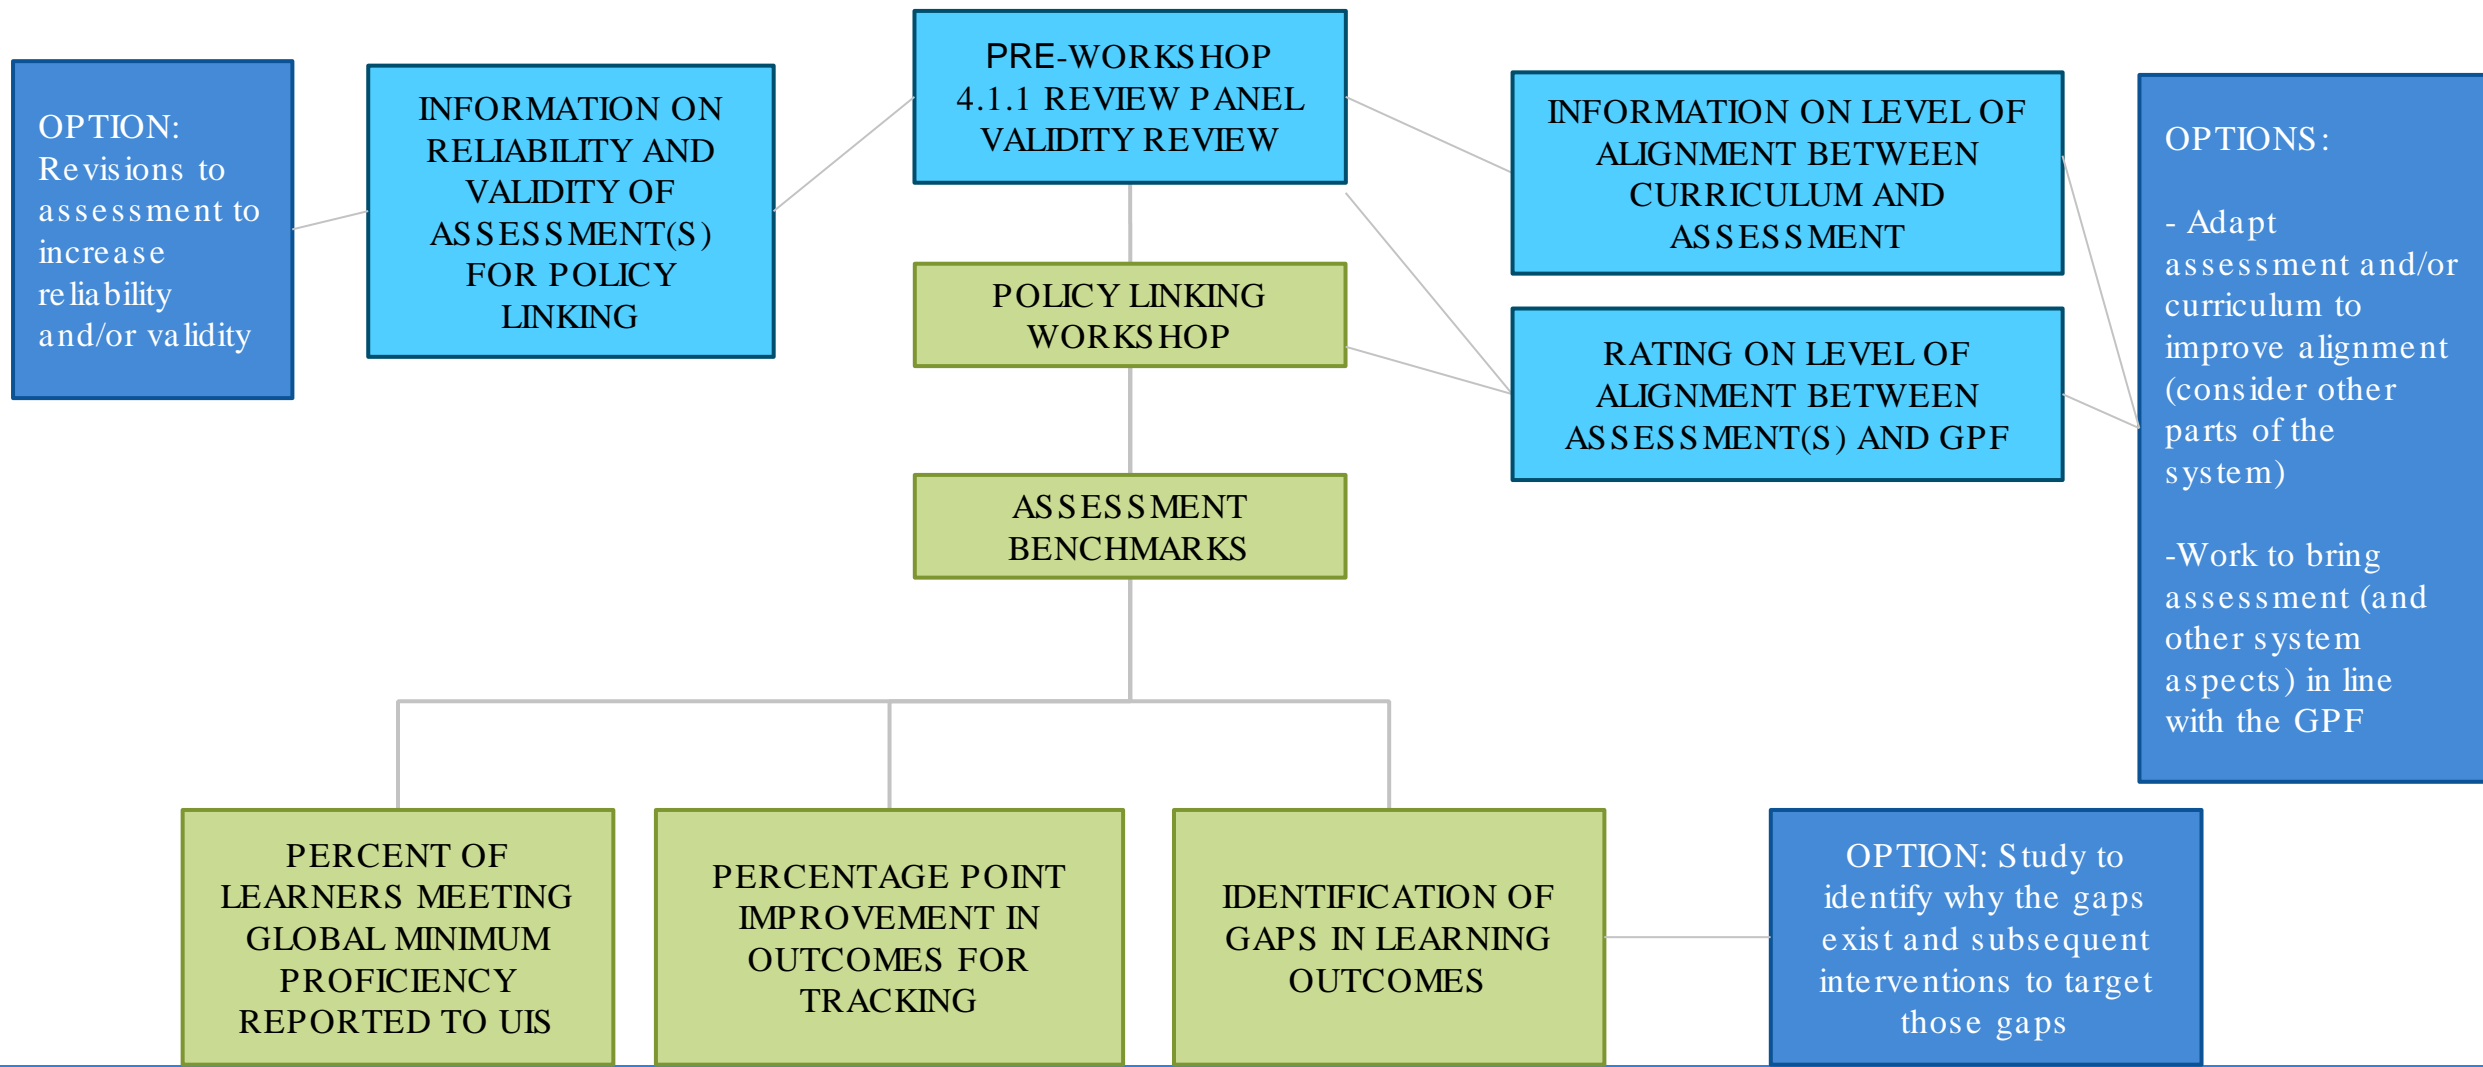 OPTION:
Revisions to
assessment to
increase
reliability
and/or validity
INFORMATION ON
RELIABILITY AND
VALIDITY OF
ASSESSMENT(S)
FOR POLICY
LINKING
PRE-WORKSHOP
4.1.1 REVIEW PANEL
VALIDITY REVIEW
INFORMATION ON LEVEL OF
ALIGNMENT BETWEEN
CURRICULUM AND
ASSESSMENT
OPTIONS:
- Adapt
assessment and/or
curriculum to
improve alignment
(consider other
parts of the
system)
-Work to bring
assessment (and
other system
aspects) in line
with the GPF
POLICY LINKING
WORKSHOP
RATING ON LEVEL OF
ALIGNMENT BETWEEN
ASSESSMENT(S) AND GPF
ASSESSMENT
BENCHMARKS
PERCENT OF
LEARNERS MEETING
GLOBAL MINIMUM
PROFICIENCY
REPORTED TO UIS
PERCENTAGE POINT
IMPROVEMENT IN
OUTCOMES FOR
TRACKING
IDENTIFICATION OF
GAPS IN LEARNING
OUTCOMES
OPTION: Study to
identify why the gaps
exist and subsequent
interventions to target
those gaps